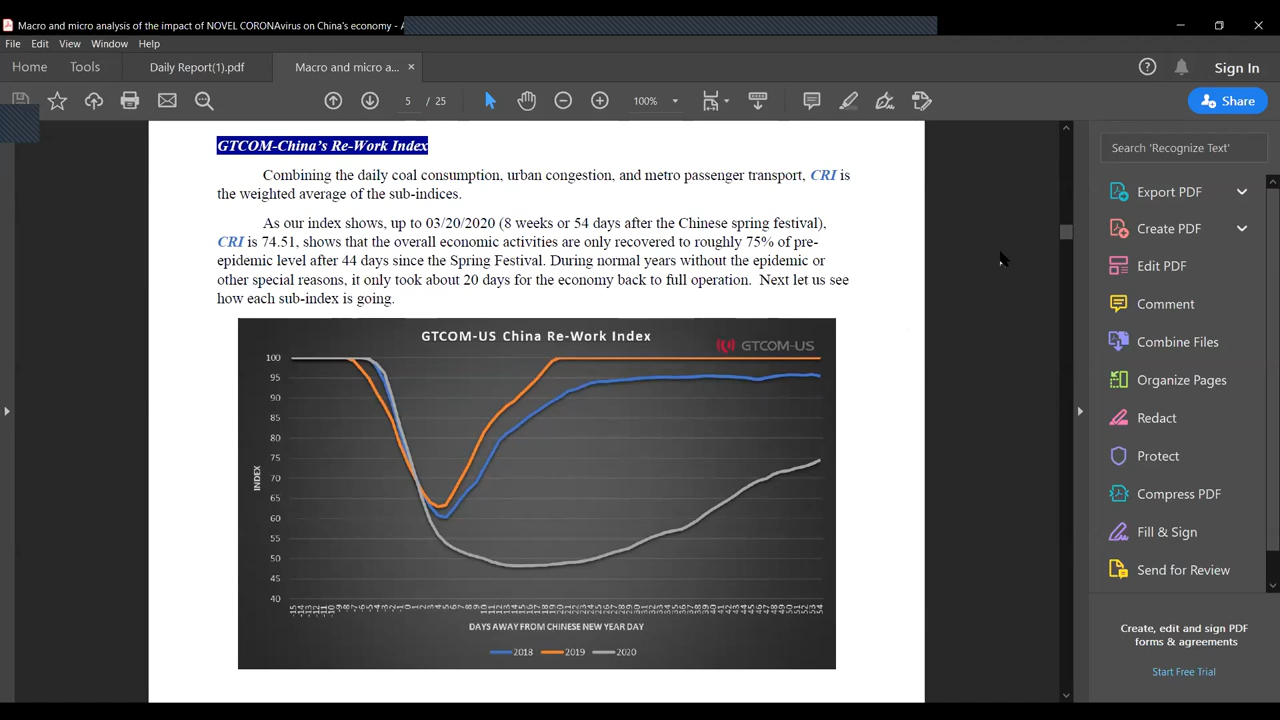 Macro and micro analysis of the impact of NOVEL CORONAvirus on China's economy - A
File Edit View Window Help
Home Tools Daily Report(1).pdf Macro and micro a... × Sign In
5 / 25 100% Share
GTCOM-China's Re-Work Index
Combining the daily coal consumption, urban congestion, and metro passenger transport, CRI is
the weighted average of the sub-indices.
As our index shows, up to 03/20/2020 (8 weeks or 54 days after the Chinese spring festival),
CRI is 74.51, shows that the overall economic activities are only recovered to roughly 75% of pre-
epidemic level after 44 days since the Spring Festival. During normal years without the epidemic or
other special reasons, it only took about 20 days for the economy back to full operation. Next let us see
how each sub-index is going.
GTCOM-US China Re-Work Index
GTCOM-US
100
95
90
85
80
75
70
65
60
55
50
45
40
INDEX
DAYS AWAY FROM CHINESE NEW YEAR DAY
2018 2019 2020
Search 'Recognize Text'
Export PDF
Create PDF
Edit PDF
Comment
Combine Files
Organize Pages
Redact
Protect
Compress PDF
Fill & Sign
Send for Review
Create, edit and sign PDF
forms & agreements
Start Free Trial